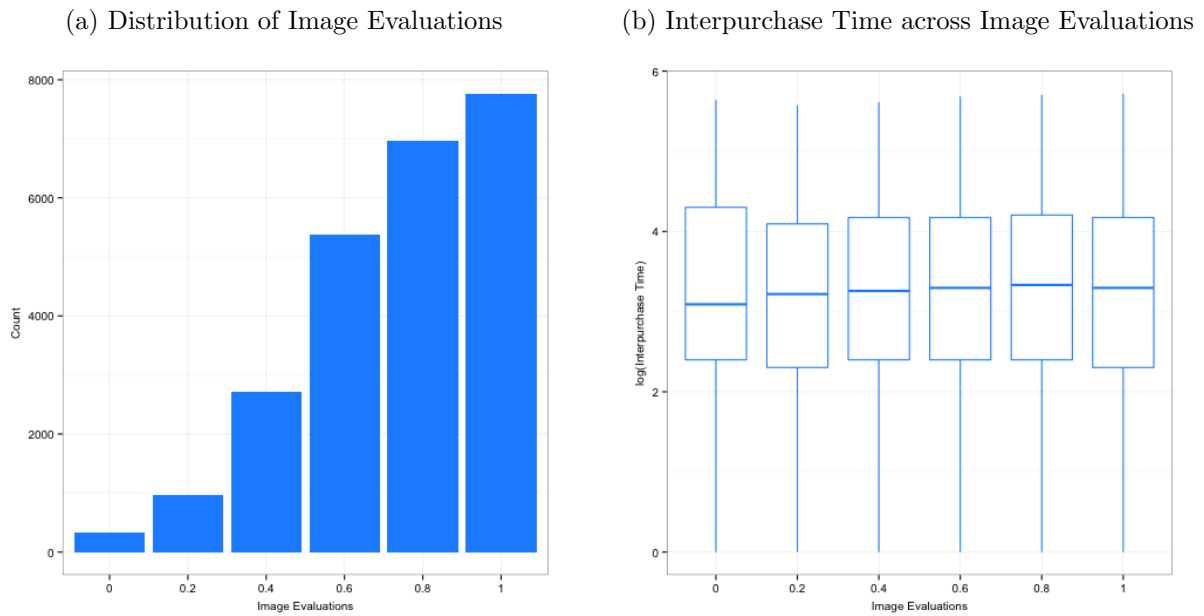 (a) Distribution of Image Evaluations
8000
6000
4000
2000
0
Count
0 0.2 0.4 0.6 0.8 1
Image Evaluations
(b) Interpurchase Time across Image Evaluations
6
4
2
0
log(Interpurchase Time)
0 0.2 0.4 0.6 0.8 1
Image Evaluations